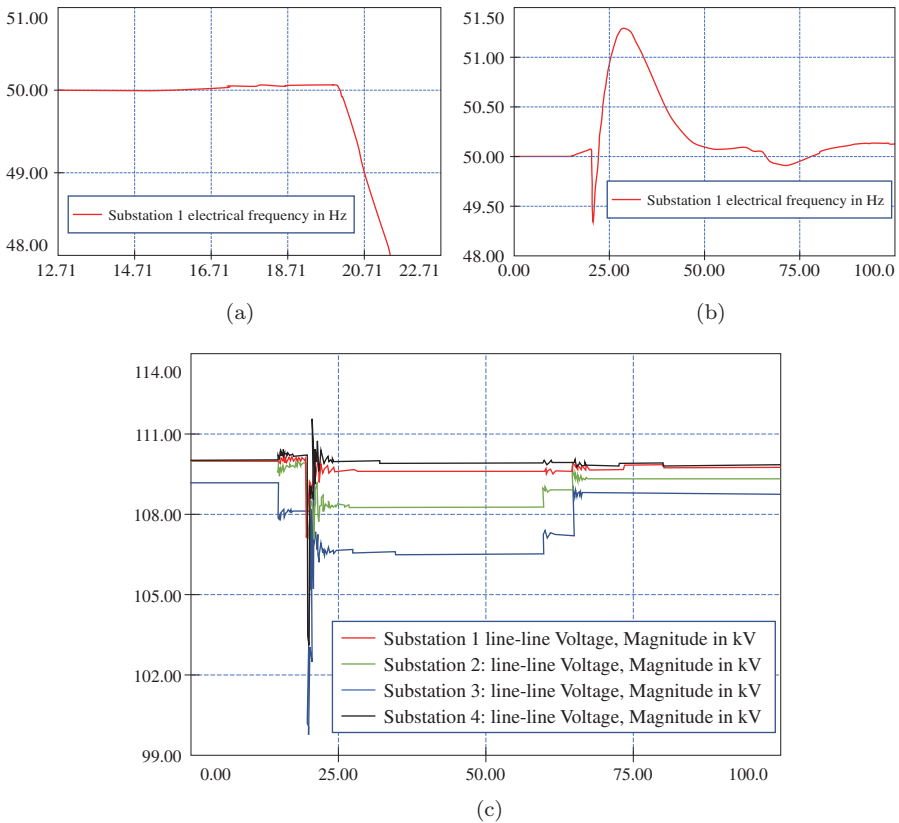 51.00
50.00
49.00
48.00
Substation 1 electrical frequency in Hz
12.71 14.71 16.71 18.71 20.71 22.71
(a)
51.50
51.00
50.50
50.00
49.50
48.00
Substation 1 electrical frequency in Hz
0.00 25.00 50.00 75.00 100.0
(b)
114.00
111.00
108.00
105.00
102.00
99.00
Substation 1 line-line Voltage, Magnitude in kV
Substation 2: line-line Voltage, Magnitude in kV
Substation 3: line-line Voltage, Magnitude in kV
Substation 4: line-line Voltage, Magnitude in kV
0.00 25.00 50.00 75.00 100.0
(c)